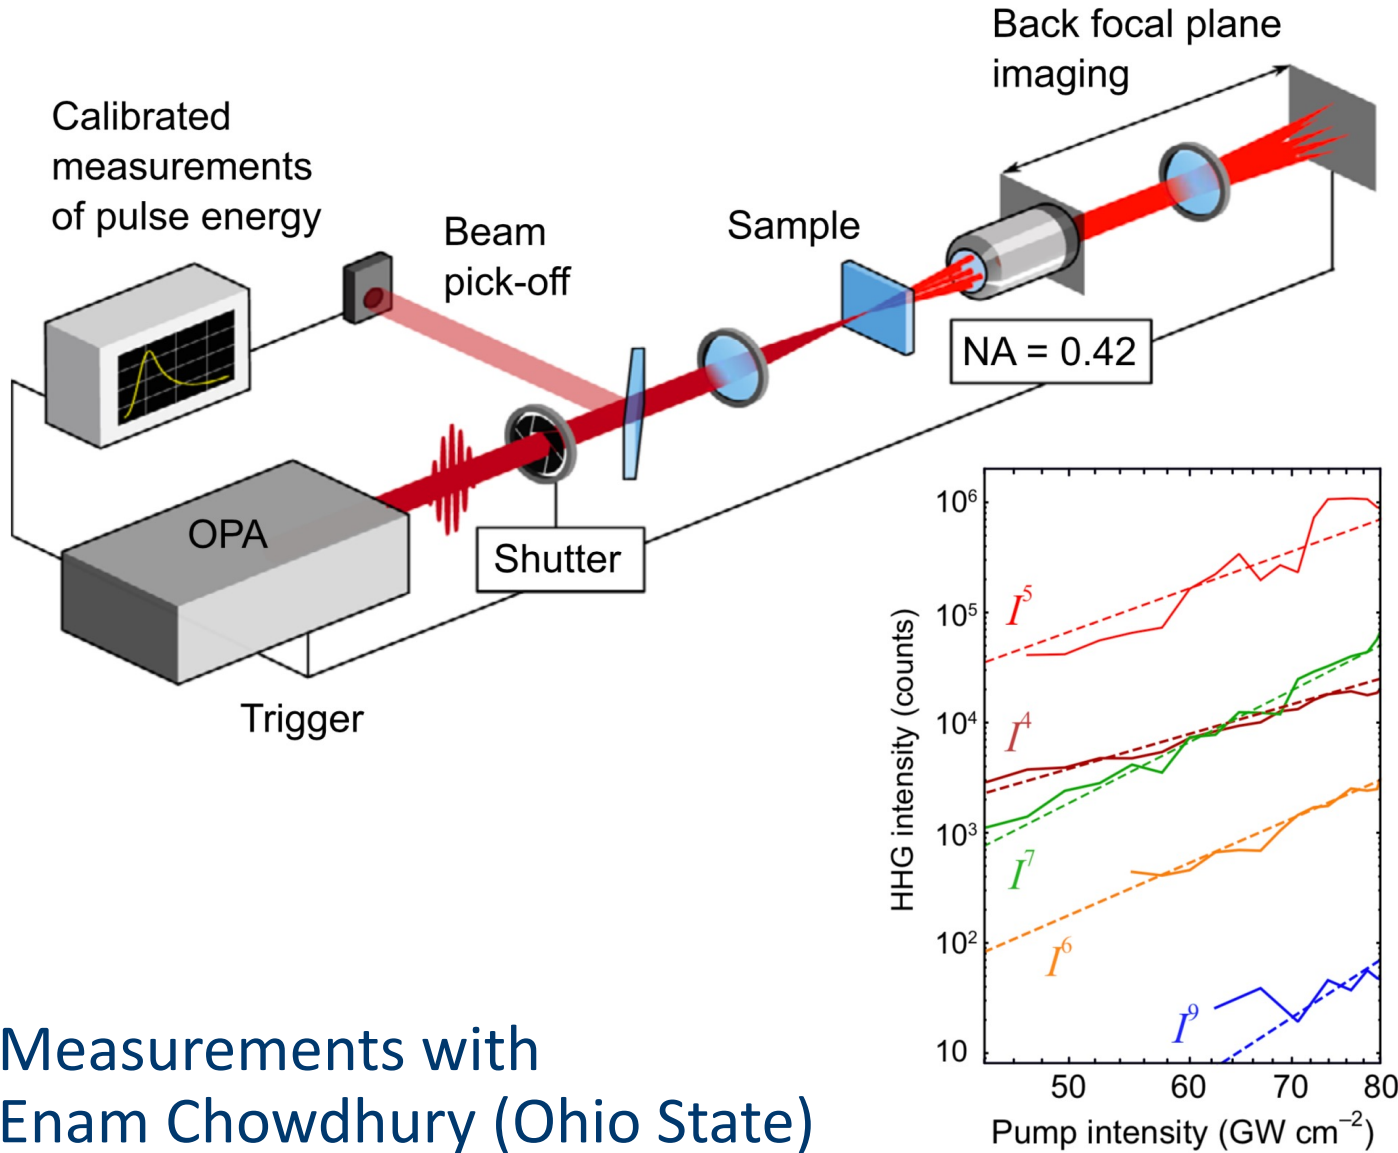 Back focal plane
imaging
Calibrated
measurements
of pulse energy
Beam
pick-off
Sample
NA = 0.42
OPA
Shutter
Trigger
10⁶
10⁵
10⁴
10³
10²
10
HHG intensity (counts)
I⁵
I⁴
I⁷
I⁶
I⁹
50 60 70 80
Pump intensity (GW cm⁻²)
Measurements with
Enam Chowdhury (Ohio State)